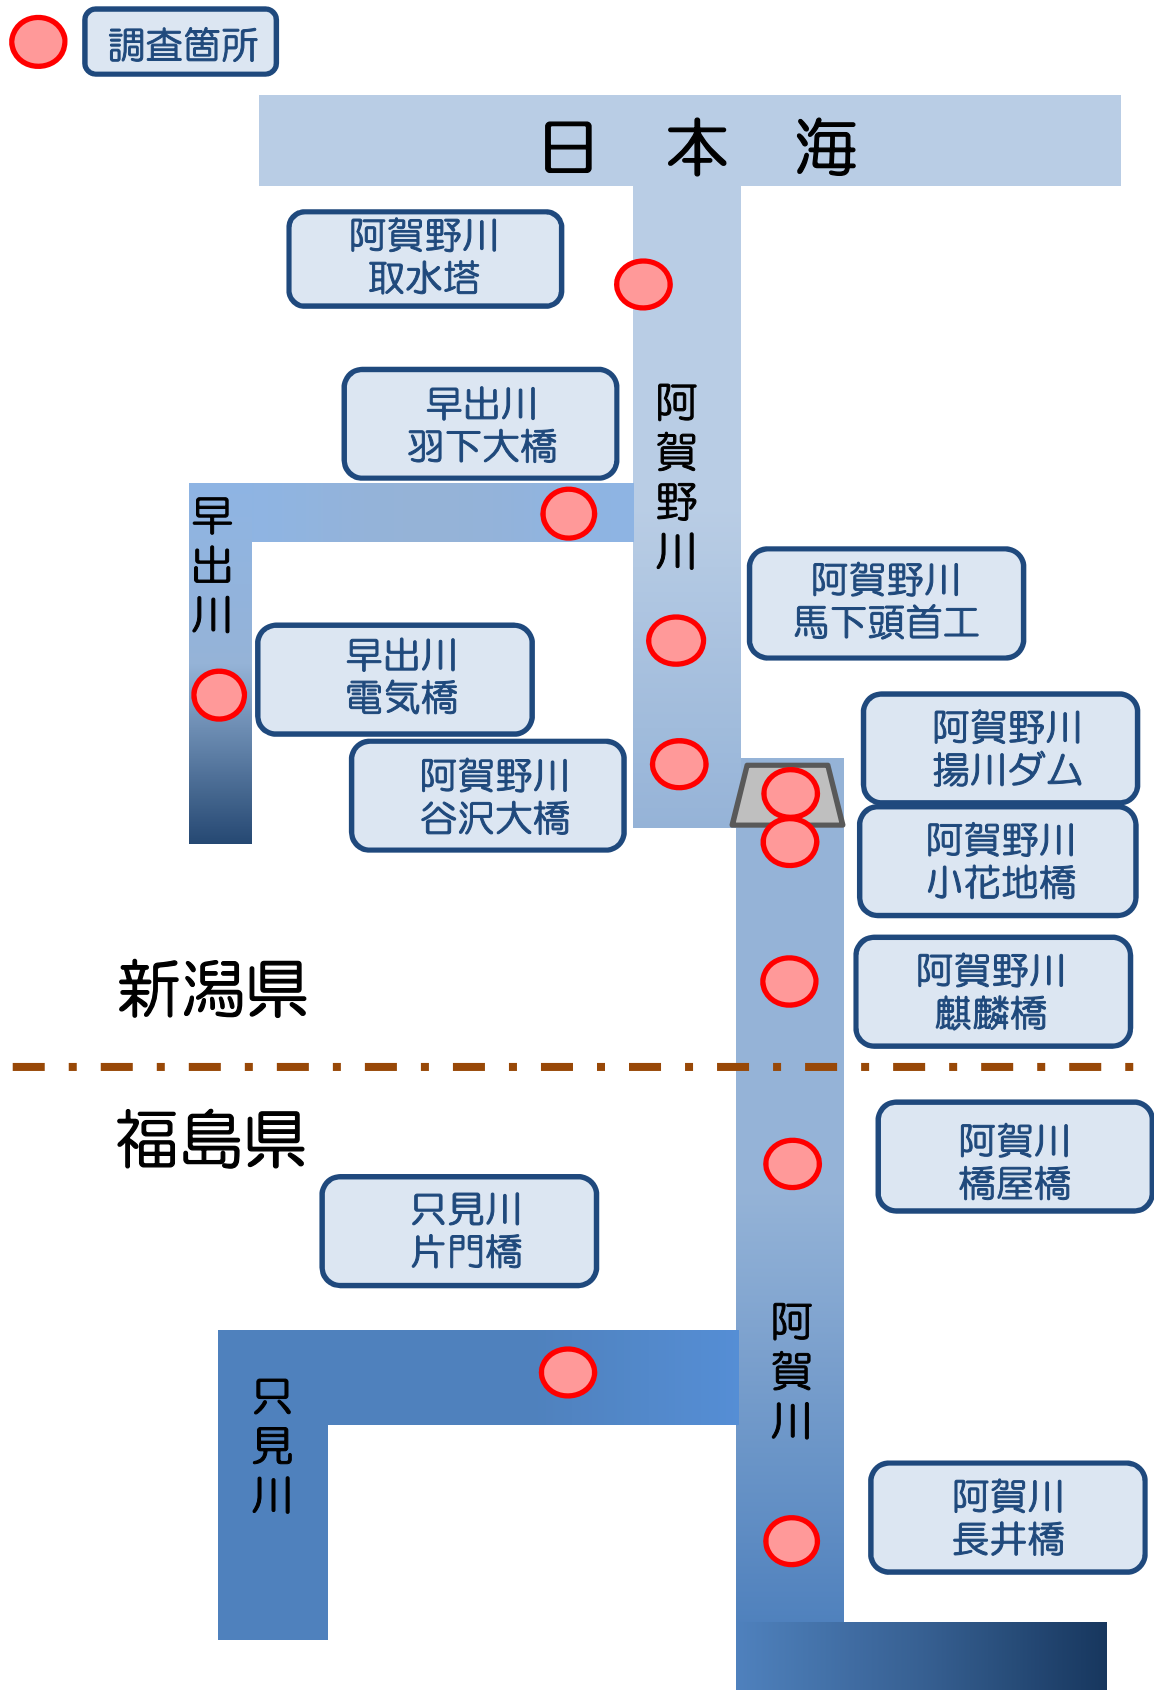 調査箇所
日本海
阿賀野川
取水塔
早出川
羽下大橋
阿賀野川
早出川
阿賀野川
馬下頭首工
早出川
電気橋
阿賀野川
揚川ダム
阿賀野川
谷沢大橋
阿賀野川
小花地橋
阿賀野川
麒麟橋
新潟県
福島県
阿賀川
橋屋橋
只見川
片門橋
阿賀川
只見川
阿賀川
長井橋